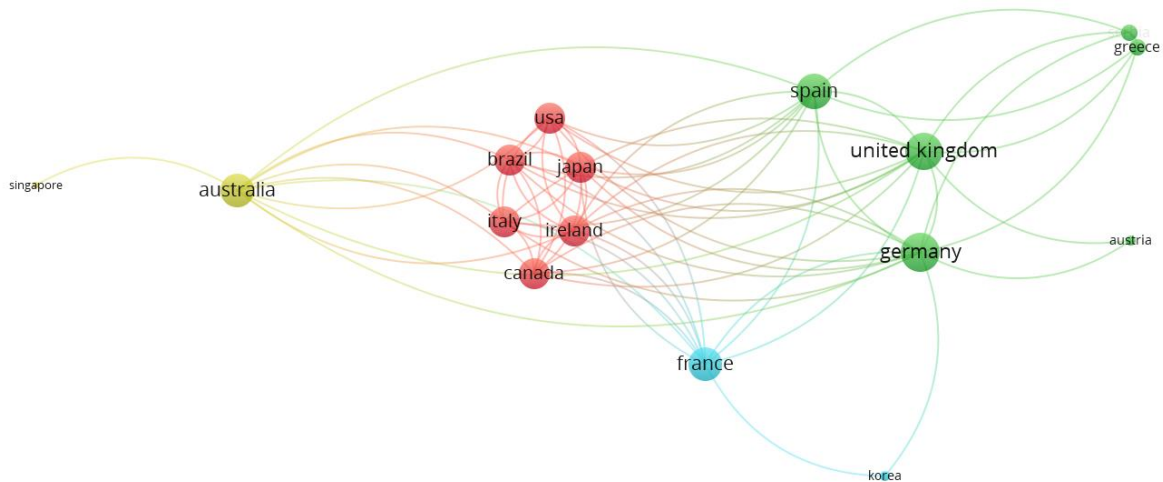 spain
greece
usa
united kingdom
brazil
japan
singapore
australia
italy
ireland
austria
germany
canada
france
korea